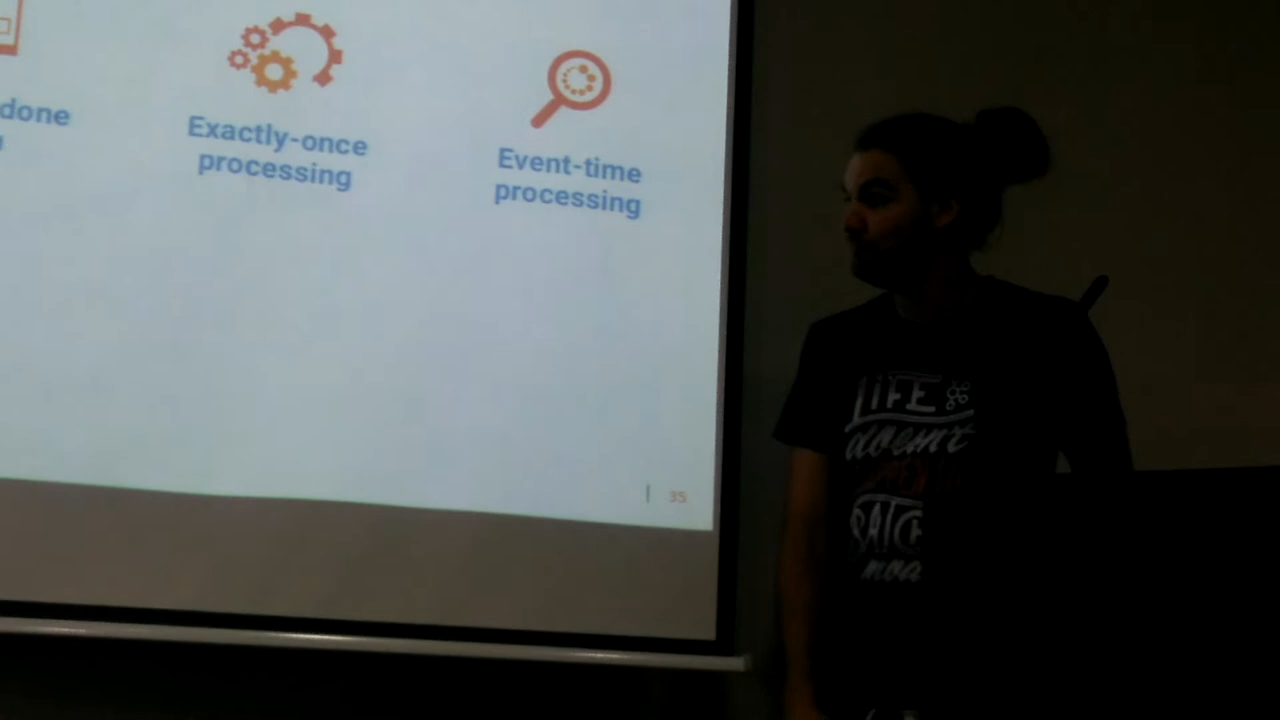 done
Exactly-once
processing
Event-time
processing
35
LIFE
doesn't
BATCH